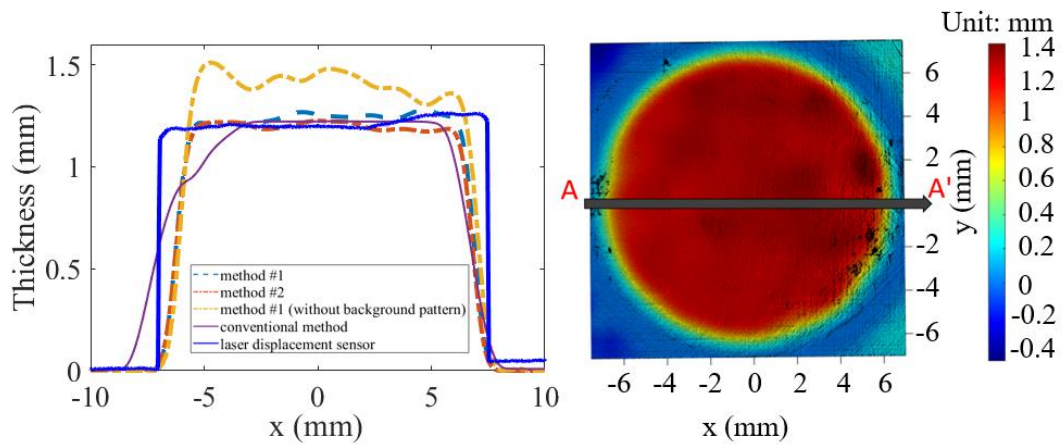 Thickness (mm)
1.5
1
0.5
0
method #1
method #2
method #1 (without background pattern)
conventional method
laser displacement sensor
-10
-5
0
5
10
x (mm)
Unit: mm
A
A'
6
4
2
-2
-4
-6
y (mm)
-6
-4
-2
0
2
4
6
x (mm)
1.4
1.2
1
0.8
0.6
0.4
0.2
0
-0.2
-0.4